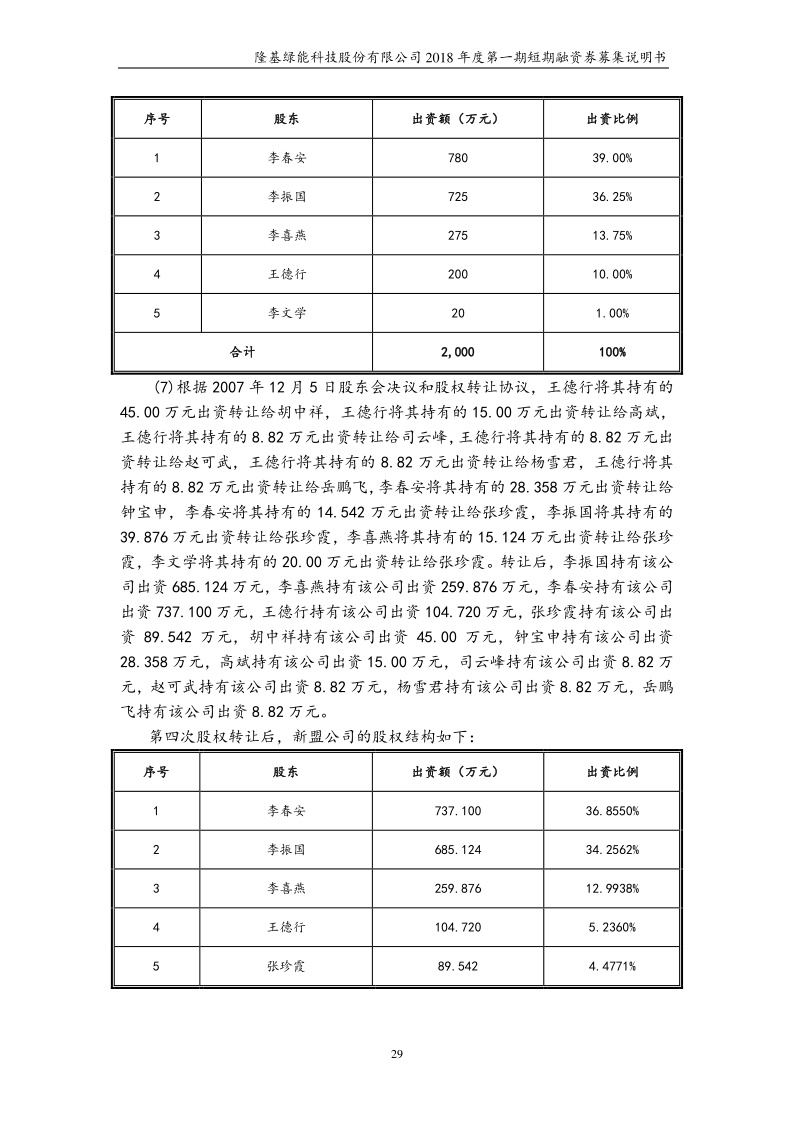 隆基绿能科技股份有限公司 2018 年度第一期短期融资券募集说明书
序号 股东 出资额（万元） 出资比例
1 李春安 780 39.00%
2 李振国 725 36.25%
3 李喜燕 275 13.75%
4 王德行 200 10.00%
5 李文学 20 1.00%
合计 2,000 100%
(7)根据 2007 年 12 月 5 日股东会决议和股权转让协议，王德行将其持有的
45.00 万元出资转让给胡中祥，王德行将其持有的 15.00 万元出资转让给高斌，
王德行将其持有的 8.82 万元出资转让给司云峰，王德行将其持有的 8.82 万元出
资转让给赵可武，王德行将其持有的 8.82 万元出资转让给杨雪君，王德行将其
持有的 8.82 万元出资转让给岳鹏飞，李春安将其持有的 28.358 万元出资转让给
钟宝申，李春安将其持有的 14.542 万元出资转让给张珍霞，李振国将其持有的
39.876 万元出资转让给张珍霞，李喜燕将其持有的 15.124 万元出资转让给张珍
霞，李文学将其持有的 20.00 万元出资转让给张珍霞。转让后，李振国持有该公
司出资 685.124 万元，李喜燕持有该公司出资 259.876 万元，李春安持有该公司
出资 737.100 万元，王德行持有该公司出资 104.720 万元，张珍霞持有该公司出
资 89.542 万元，胡中祥持有该公司出资 45.00 万元，钟宝申持有该公司出资
28.358 万元，高斌持有该公司出资 15.00 万元，司云峰持有该公司出资 8.82 万
元，赵可武持有该公司出资 8.82 万元，杨雪君持有该公司出资 8.82 万元，岳鹏
飞持有该公司出资 8.82 万元。
第四次股权转让后，新盟公司的股权结构如下：
序号 股东 出资额（万元） 出资比例
1 李春安 737.100 36.8550%
2 李振国 685.124 34.2562%
3 李喜燕 259.876 12.9938%
4 王德行 104.720 5.2360%
5 张珍霞 89.542 4.4771%
29